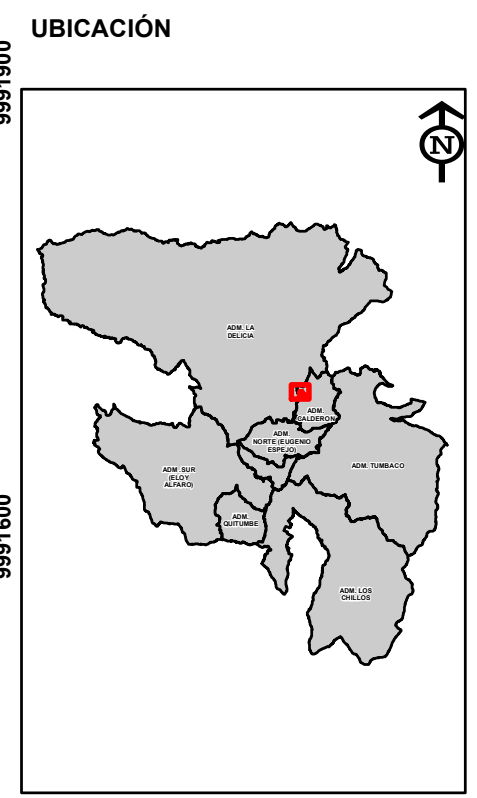 UBICACIÓN
9991900
N
ADM. LA
DELICIA
ADM.
CALDERON
ADM.
NORTE (EUGENIO
ESPEJO)
ADM. SUR
(ELOY
ALFARO)
ADM. TUMBACO
ADM.
QUITUMBE
9991600
ADM. LOS
CHILLOS